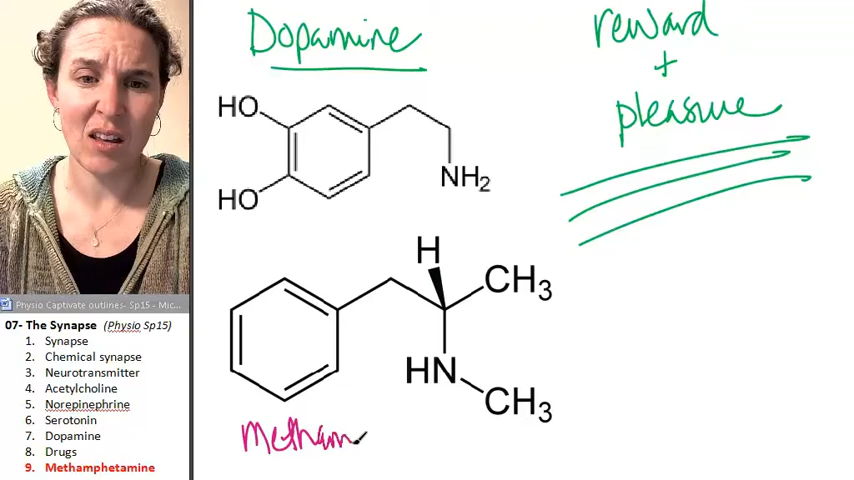 Dopamine
reward
+
pleasure
HO
HO
NH2
H
CH3
HN
CH3
Metham
Physio Captivate outlines- Sp15 - Mic...
07- The Synapse (Physio Sp15)
1. Synapse
2. Chemical synapse
3. Neurotransmitter
4. Acetylcholine
5. Norepinephrine
6. Serotonin
7. Dopamine
8. Drugs
9. Methamphetamine